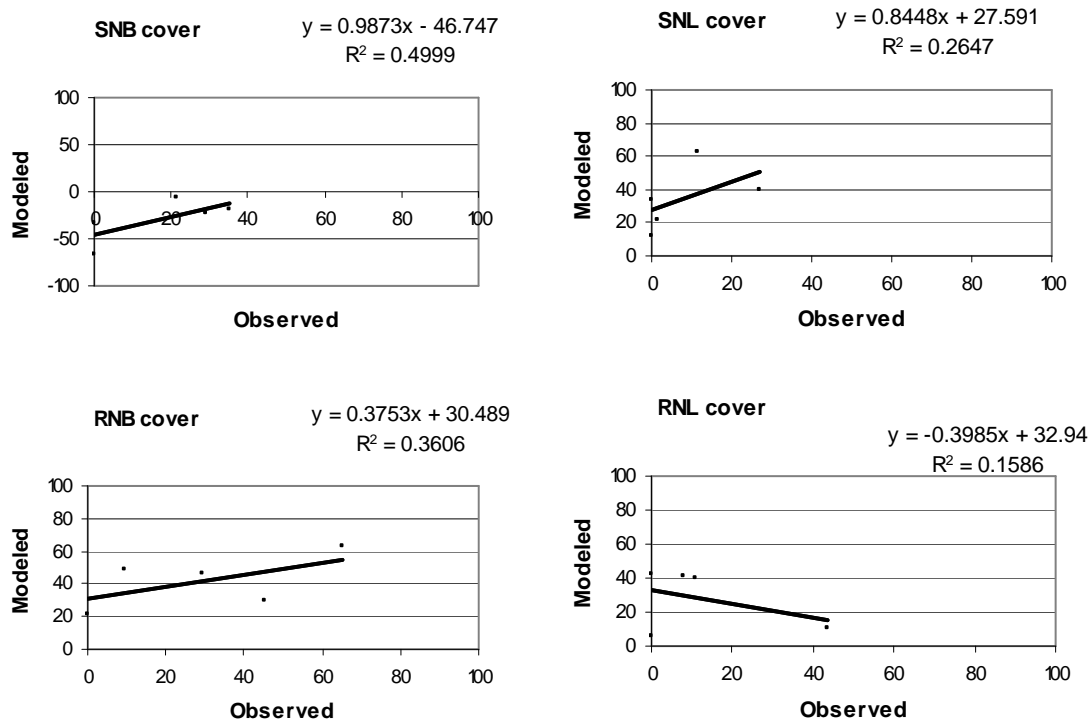 SNB cover
y = 0.9873x - 46.747
R² = 0.4999
100
50
0
-50
-100
0
20
40
60
80
100
Modeled
Observed
SNL cover
y = 0.8448x + 27.591
R² = 0.2647
100
80
60
40
20
0
0
20
40
60
80
100
Modeled
Observed
RNB cover
y = 0.3753x + 30.489
R² = 0.3606
100
80
60
40
20
0
0
20
40
60
80
100
Modeled
Observed
RNL cover
y = -0.3985x + 32.94
R² = 0.1586
100
80
60
40
20
0
0
20
40
60
80
100
Modeled
Observed